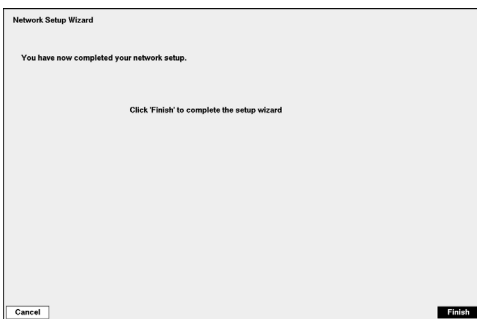 Network Setup Wizard
You have now completed your network setup.
Click 'Finish' to complete the setup wizard
Cancel Finish